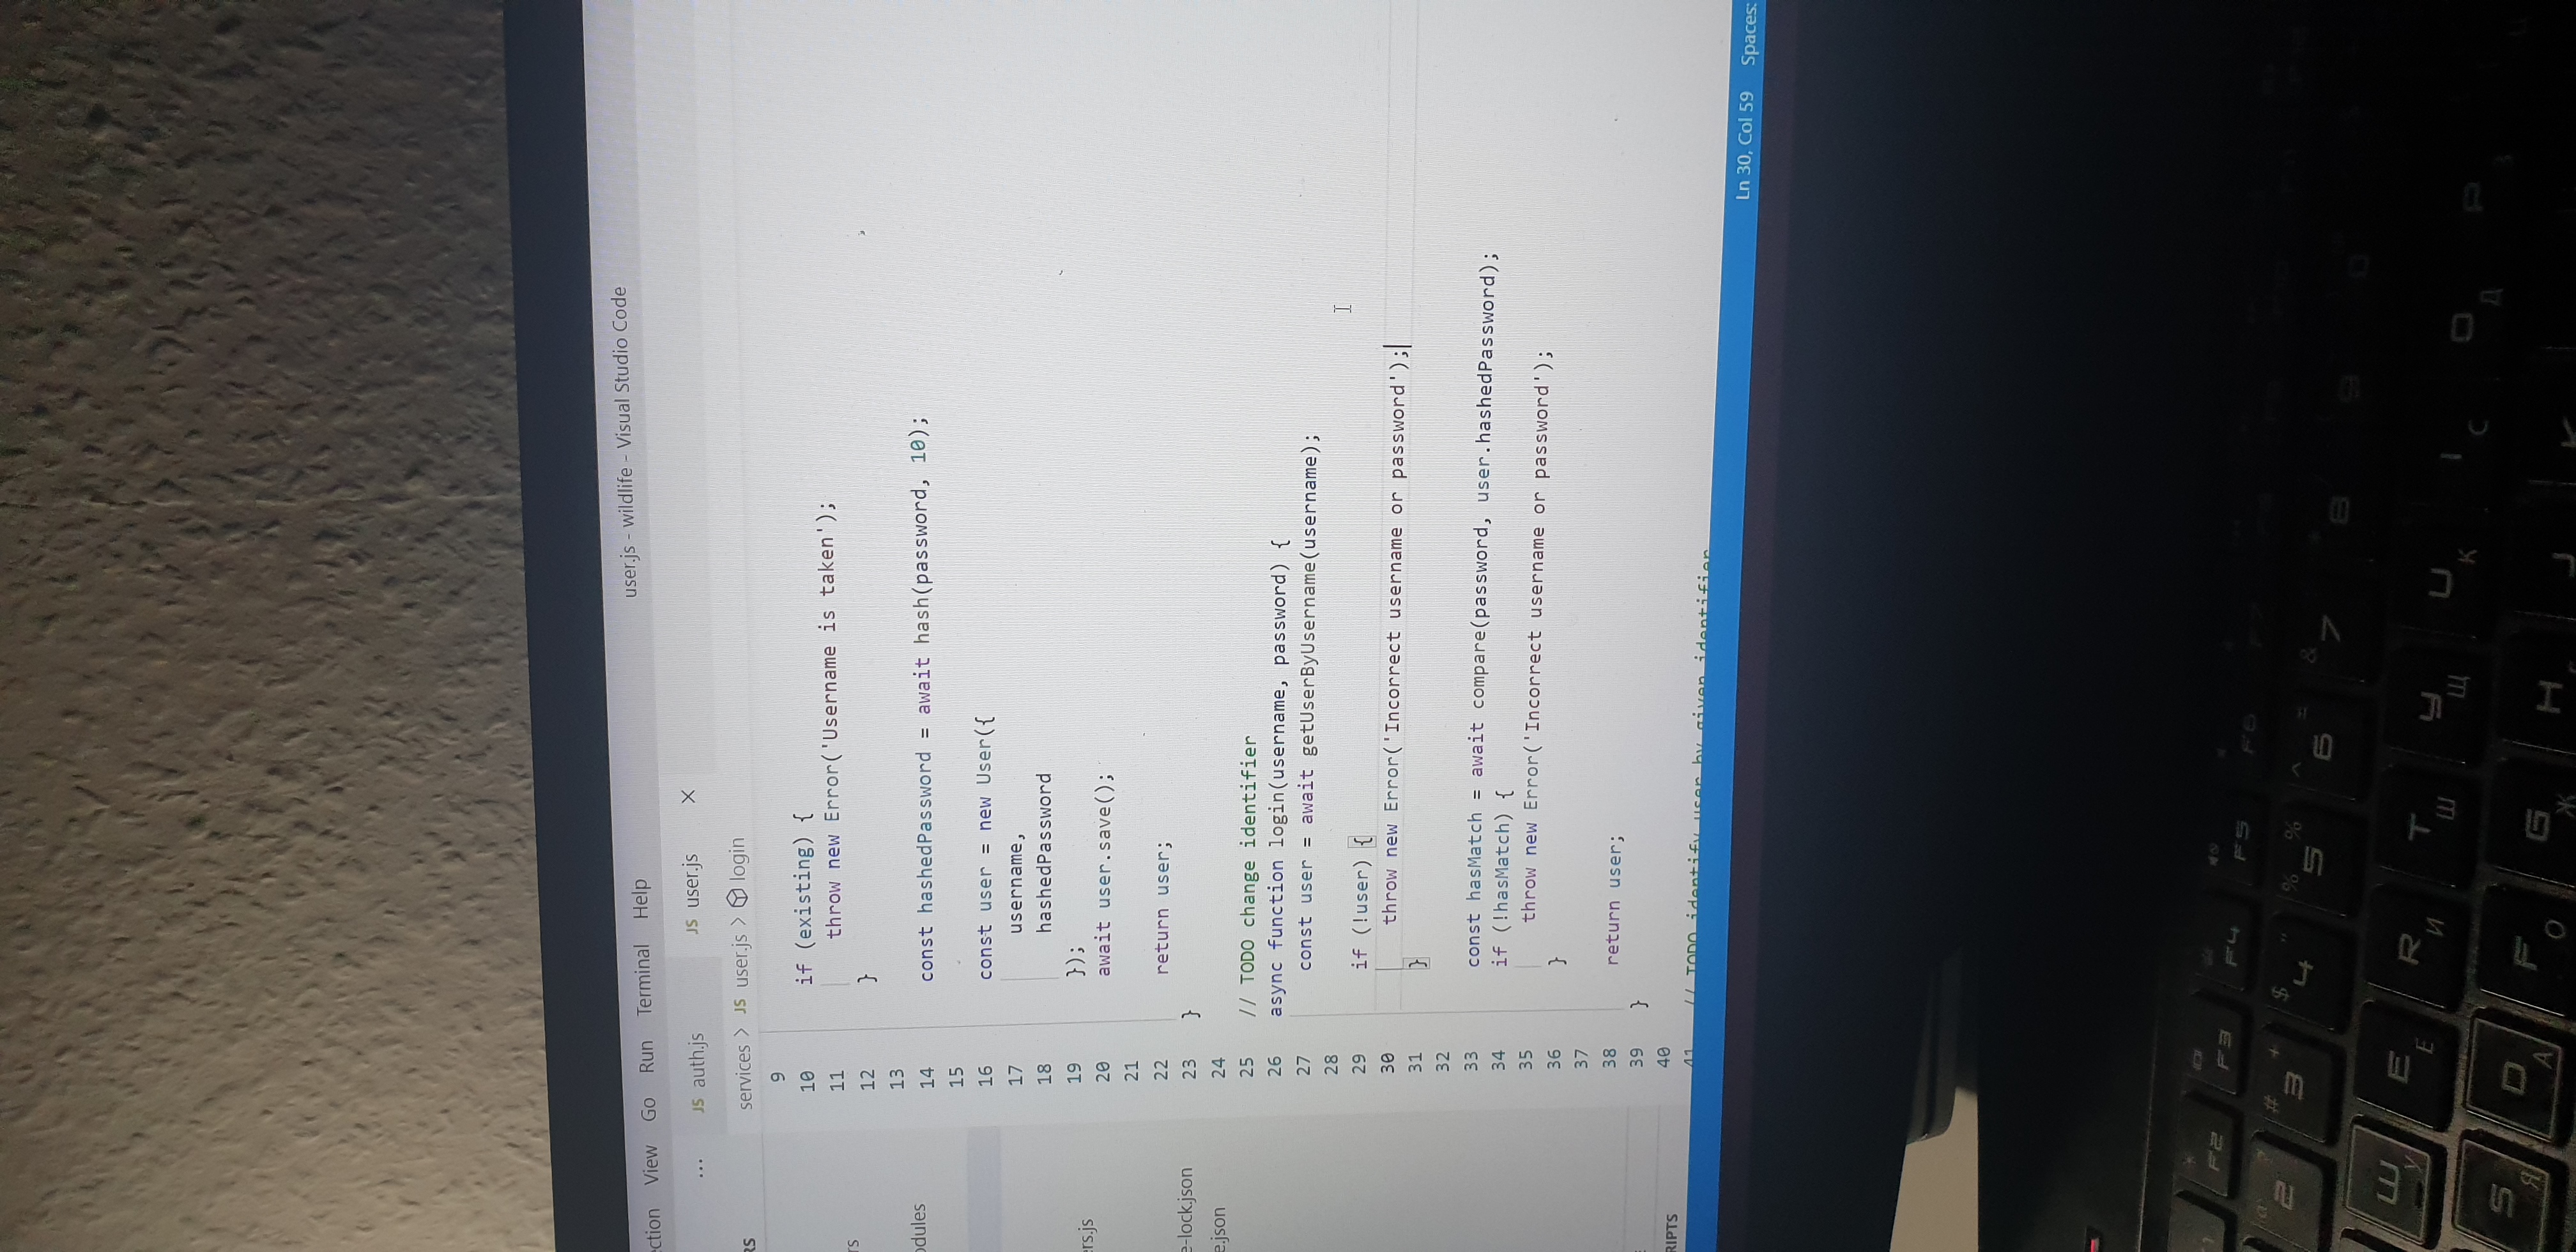 ction View Go Run Terminal Help user.js - wildlife - Visual Studio Code
... JS auth.js JS user.js ×
RS services > JS user.js > login
9
10 if (existing) {
11 throw new Error('Username is taken');
rs
12 }
13
odules
14 const hashedPassword = await hash(password, 10);
15
16 const user = new User({
17 username,
18 hashedPassword
rs.js
19 });
20 await user.save();
21
22 return user;
e-lock.json
23 }
e.json
24
25 // TODO change identifier
26 async function login(username, password) {
27 const user = await getUserByUsername(username);
28
29 if (!user) {
30 throw new Error('Incorrect username or password');
31 }
32
33 const hasMatch = await compare(password, user.hashedPassword);
34 if (!hasMatch) {
35 throw new Error('Incorrect username or password');
36 }
37
38 return user;
39 }
40
RIPTS
41 // TODO identify user by given identifier
Ln 30, Col 59 Spaces:
F2 F3 F4 F5 F6
2 # 3 + $ 4 " % 5 % ^ 6 = & 7 8
Ш У E Е R И T Ш У Щ U К I С O Д P З
S Я D А F О G Ж H J K